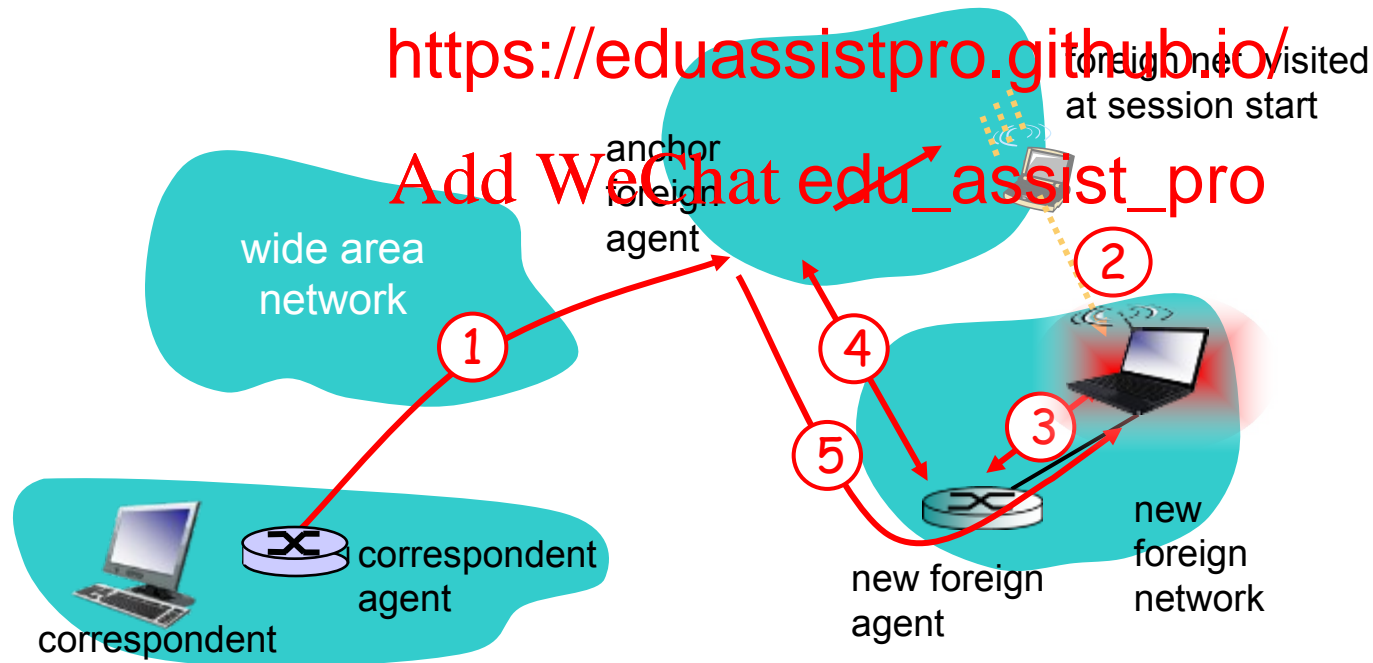 https://eduassistpro.github.io/
foreign net visited
at session start
anchor
foreign
agent
Add WeChat edu_assist_pro
wide area
network
1
2
3
4
5
correspondent
agent
correspondent
new foreign
agent
new
foreign
network